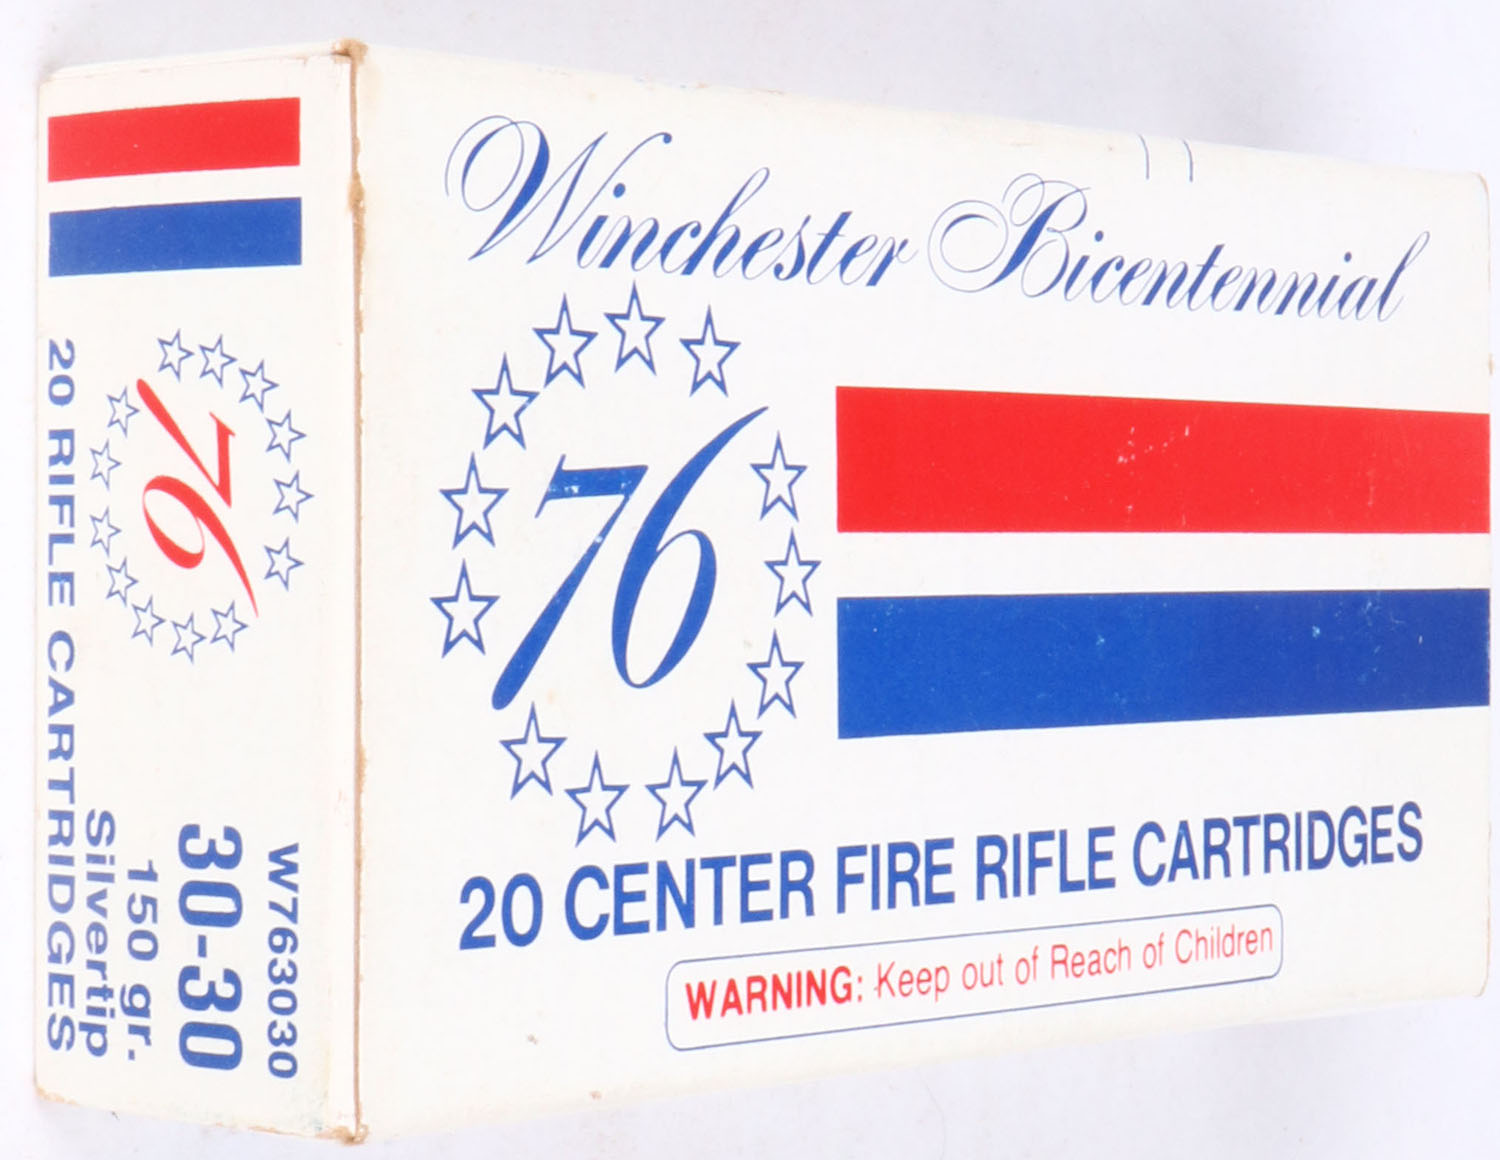 Winchester Bicentennial
76
20 CENTER FIRE RIFLE CARTRIDGES
WARNING: Keep out of Reach of Children
W763030
30-30
150 gr.
Silvertip
76
20 RIFLE CARTRIDGES